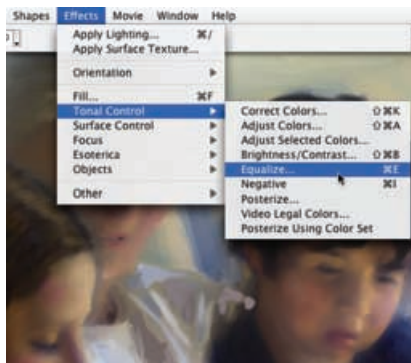 Shapes Effects Movie Window Help
Apply Lighting... ⌘/
Apply Surface Texture...
Orientation ▶
Fill... ⌘F
Tonal Control ▶
Surface Control ▶
Focus ▶
Esoterica ▶
Objects ▶
Other ▶
Correct Colors... ⇧⌘K
Adjust Colors... ⇧⌘A
Adjust Selected Colors...
Brightness/Contrast... ⇧⌘B
Equalize... ⌘E
Negative ⌘I
Posterize...
Video Legal Colors...
Posterize Using Color Set